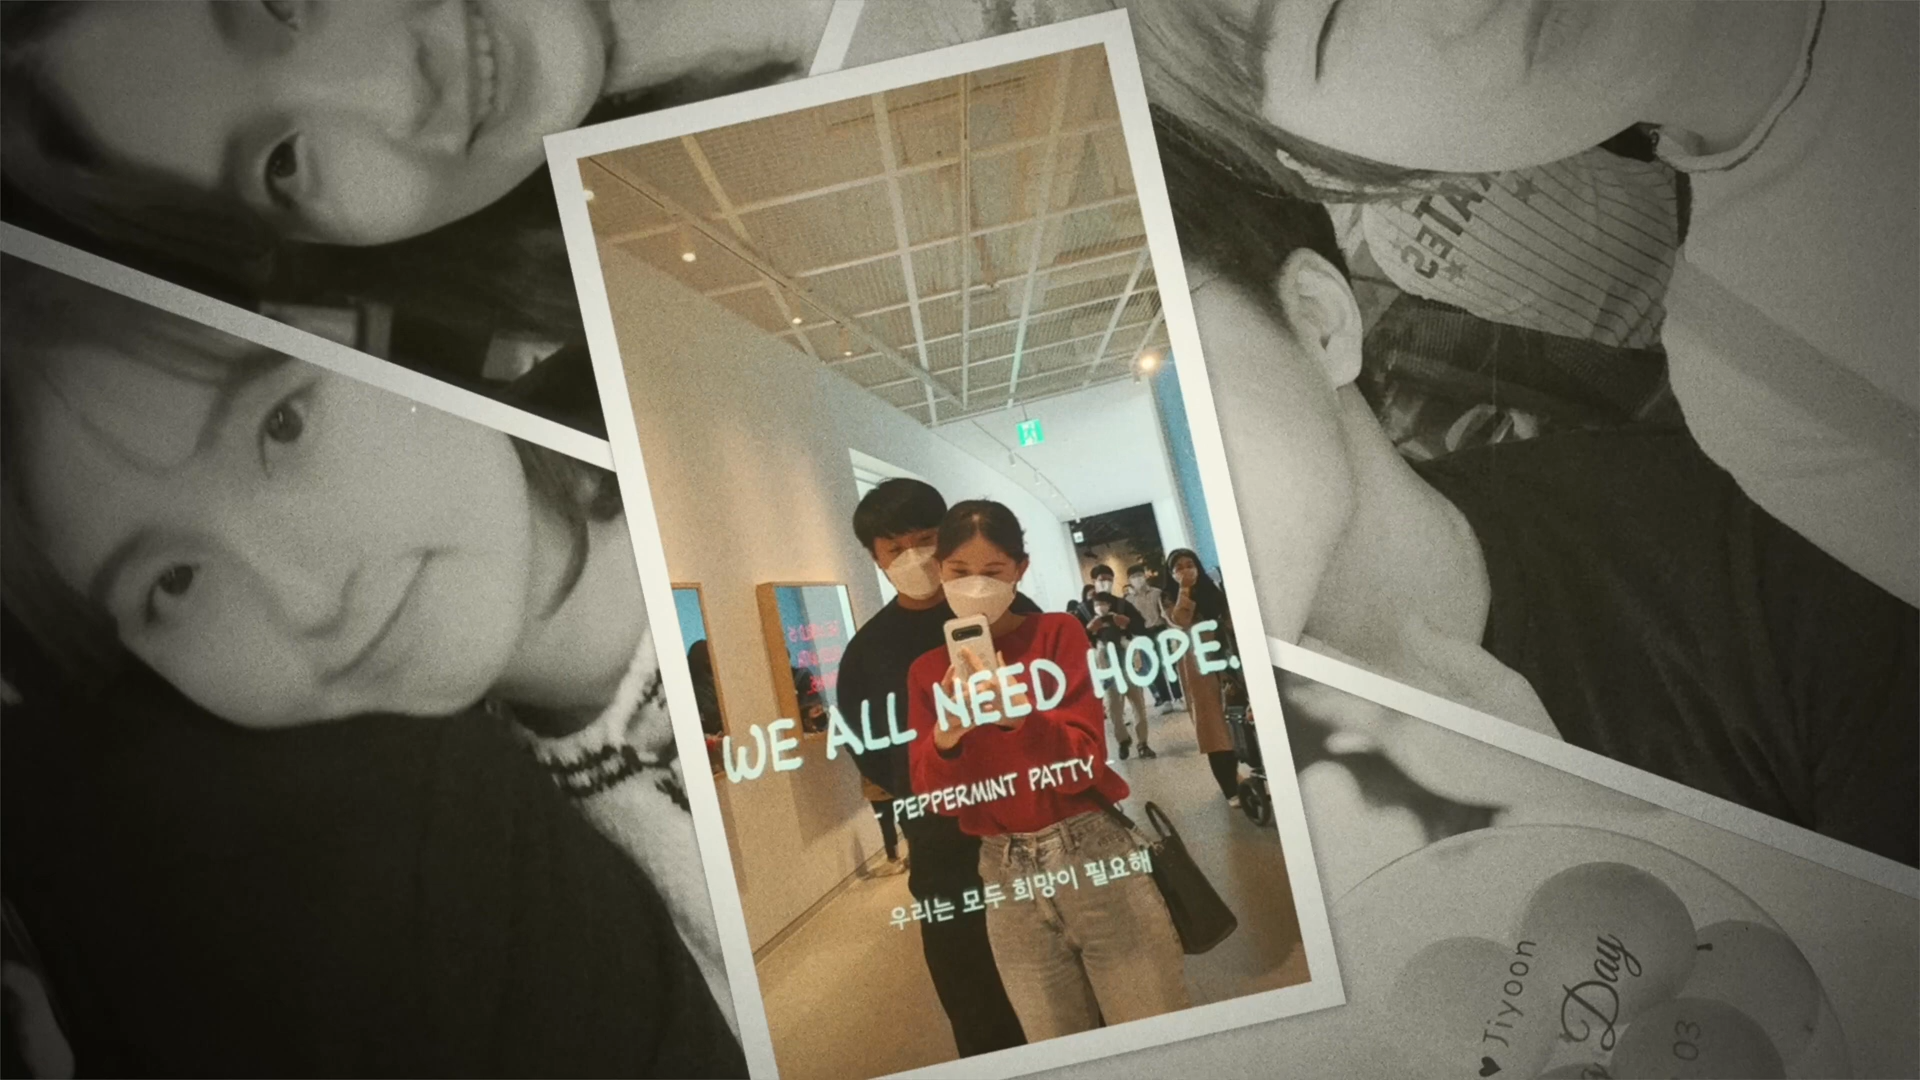 WE ALL NEED HOPE.
- PEPPERMINT PATTY -
우리는 모두 희망이 필요해
♥ Jiyoon
Day
03